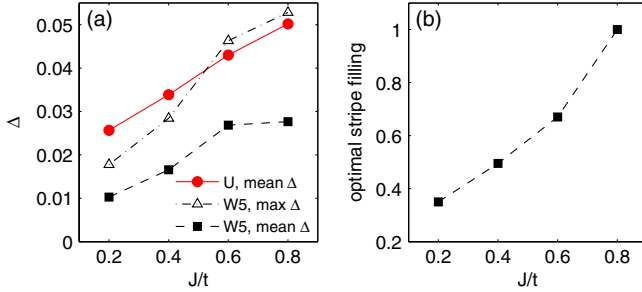 (a)
0.05
0.04
0.03
0.02
0.01
0
Δ
U, mean Δ
W5, max Δ
W5, mean Δ
0.2 0.4 0.6 0.8
J/t
(b)
1
0.8
0.6
0.4
0.2
optimal stripe filling
0.2 0.4 0.6 0.8
J/t